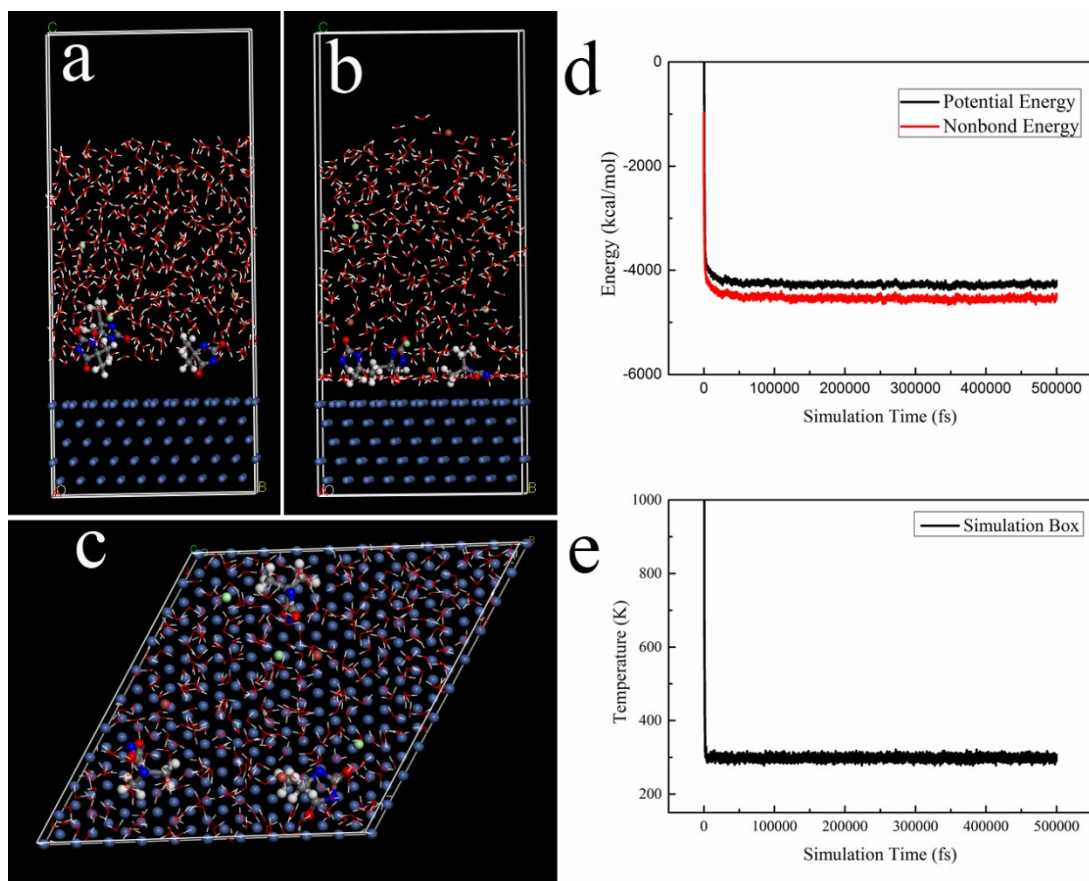 a
b
C
C
O
B
O
B
c
B
d
Potential Energy
Nonbond Energy
0
-2000
-4000
-6000
Energy (kcal/mol)
0
100000
200000
300000
400000
500000
Simulation Time (fs)
e
Simulation Box
1000
800
600
400
200
Temperature (K)
0
100000
200000
300000
400000
500000
Simulation Time (fs)